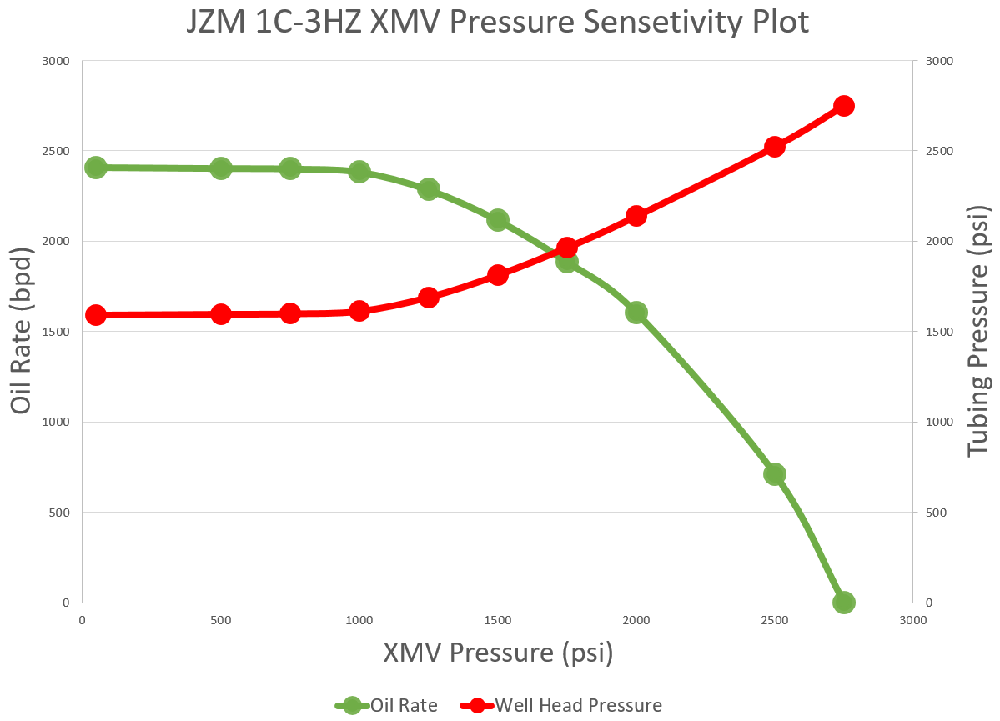 JZM 1C-3HZ XMV Pressure Sensetivity Plot
3000
3000
2500
2500
2000
2000
1500
1500
1000
1000
500
500
0
0
Oil Rate (bpd)
Tubing Pressure (psi)
0 500 1000 1500 2000 2500 3000
XMV Pressure (psi)
Oil Rate Well Head Pressure